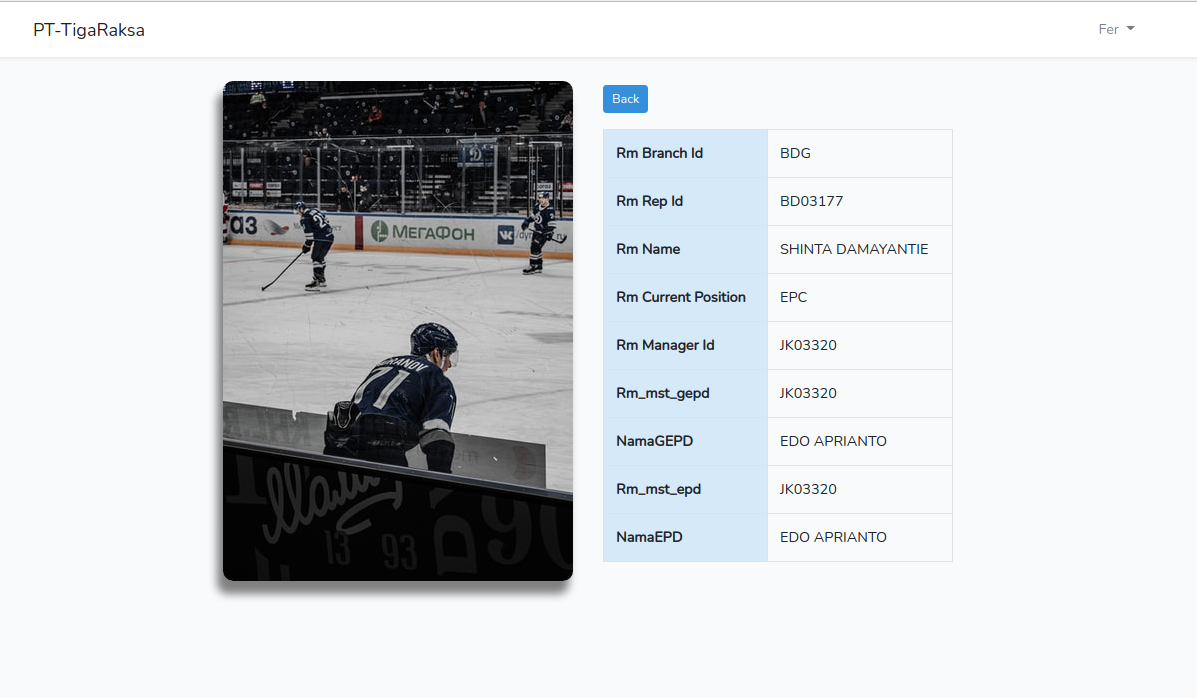 PT-TigaRaksa
Fer
Back
Rm Branch Id BDG
Rm Rep Id BD03177
Rm Name SHINTA DAMAYANTIE
Rm Current Position EPC
Rm Manager Id JK03320
Rm_mst_gepd JK03320
NamaGEPD EDO APRIANTO
Rm_mst_epd JK03320
NamaEPD EDO APRIANTO
МЕГАФОН
71
13 93